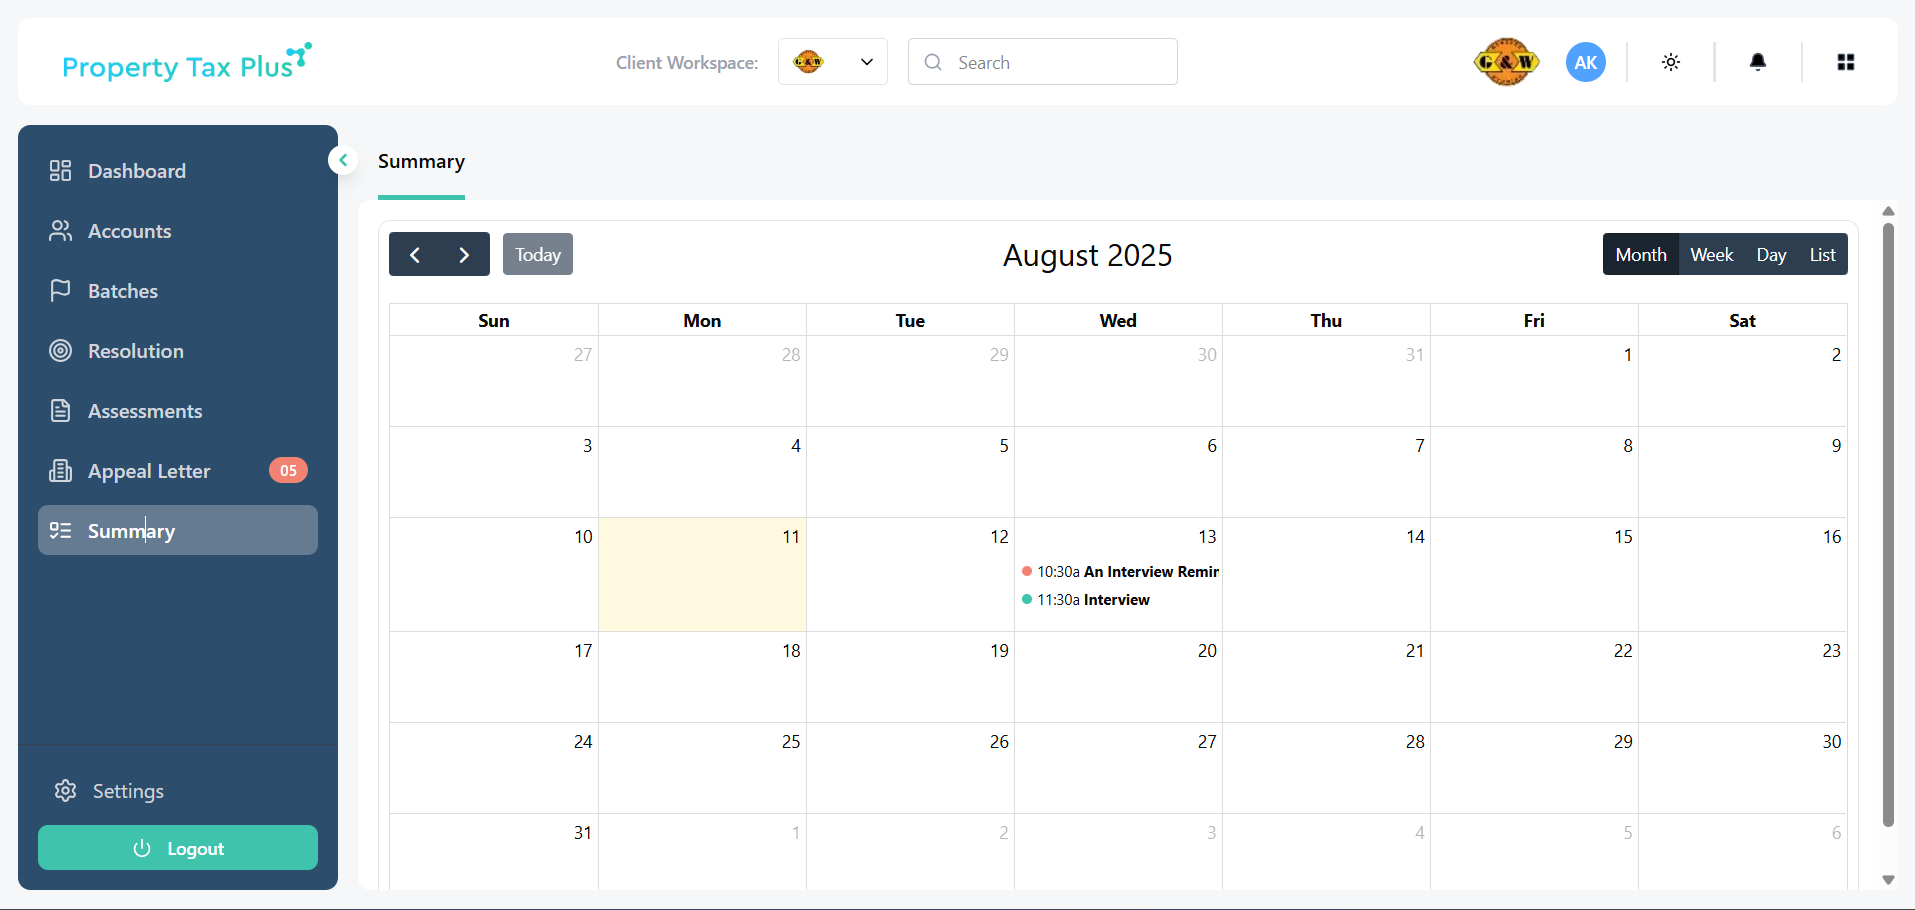 Property Tax Plus
Client Workspace:
G&W
Search
G&W
AK
Dashboard
Accounts
Batches
Resolution
Assessments
Appeal Letter 05
Summary
Settings
Logout
Summary
Today
August 2025
Month Week Day List
Sun Mon Tue Wed Thu Fri Sat
27 28 29 30 31 1 2
3 4 5 6 7 8 9
10 11 12 13 14 15 16
10:30a An Interview Remin
11:30a Interview
17 18 19 20 21 22 23
24 25 26 27 28 29 30
31 1 2 3 4 5 6